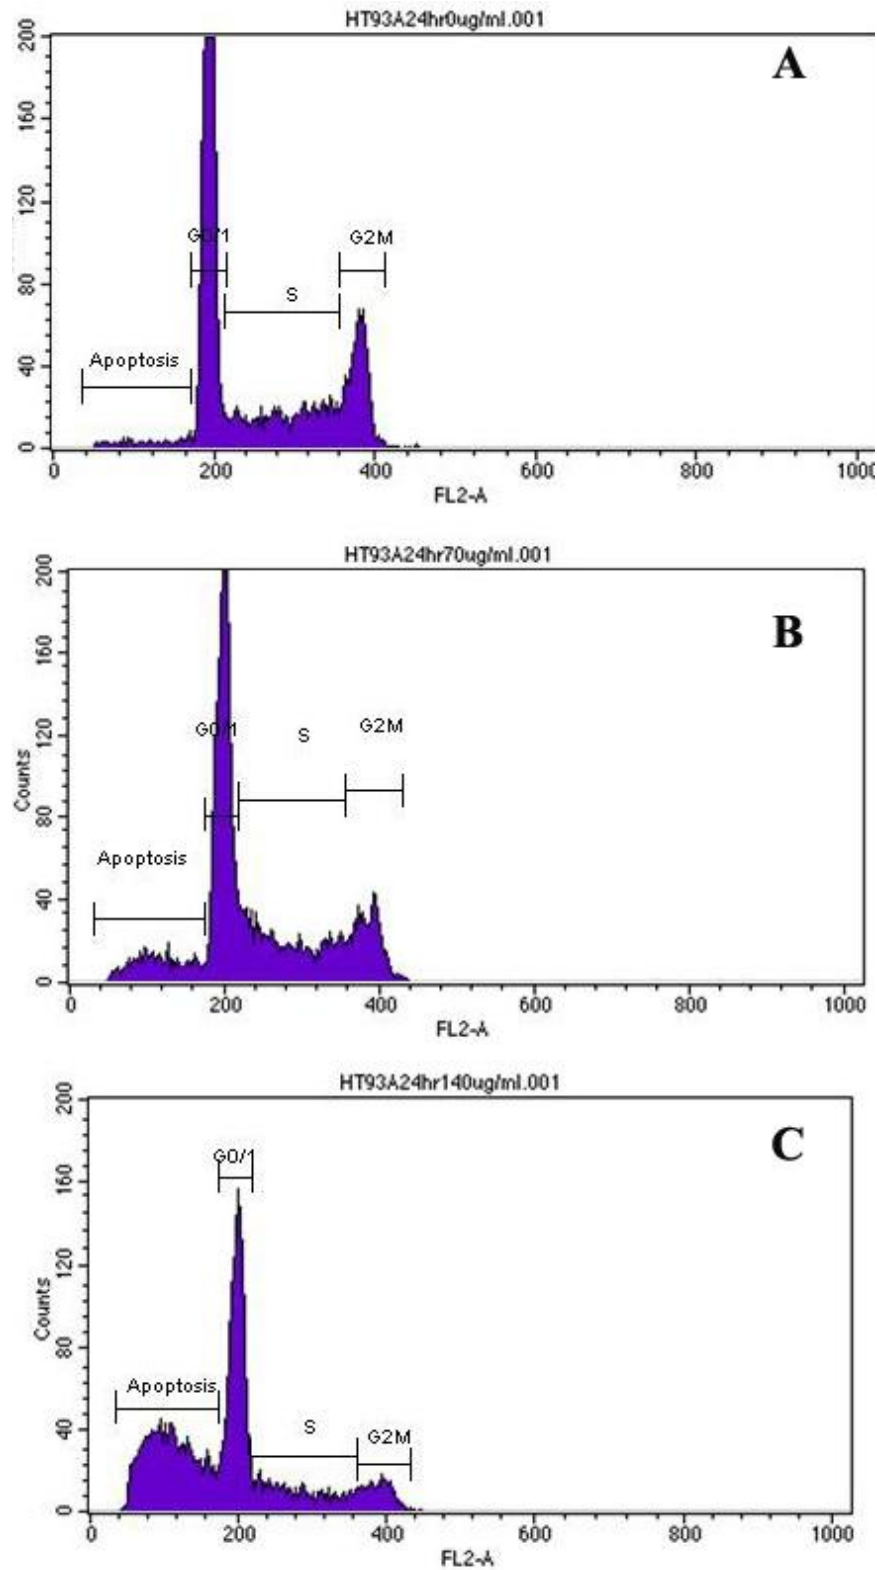 HT93A24hr0ug/ml.001
A
200
160
120
80
40
0
G0/1
G2M
S
Apoptosis
0 200 400 600 800 1000
FL2-A
HT93A24hr70ug/ml.001
B
200
160
120
80
40
0
Counts
G0/1
S
G2M
Apoptosis
0 200 400 600 800 1000
FL2-A
HT93A24hr140ug/ml.001
C
200
160
120
80
40
0
Counts
G0/1
Apoptosis
S
G2M
0 200 400 600 800 1000
FL2-A